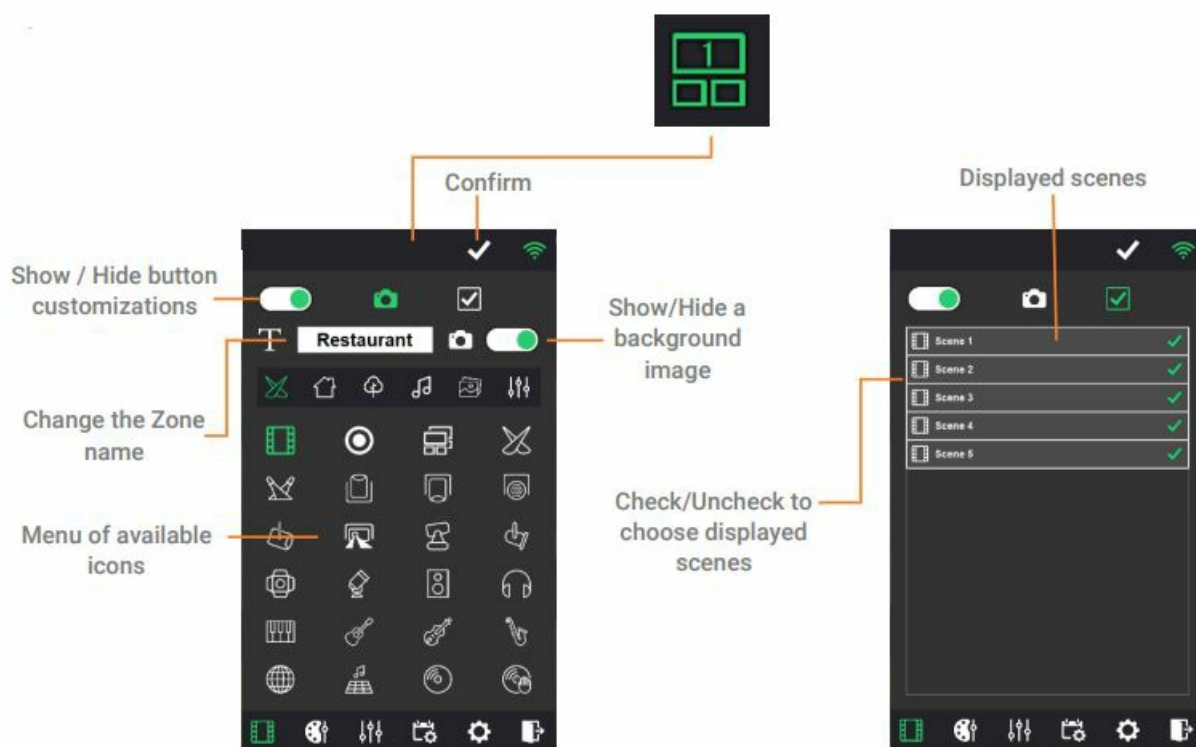 1
Confirm
Displayed scenes
Show / Hide button
customizations
Show/Hide a
background
image
T
Restaurant
Change the Zone
name
Menu of available
icons
Scene 1
Scene 2
Scene 3
Scene 4
Scene 5
Check/Uncheck to
choose displayed
scenes